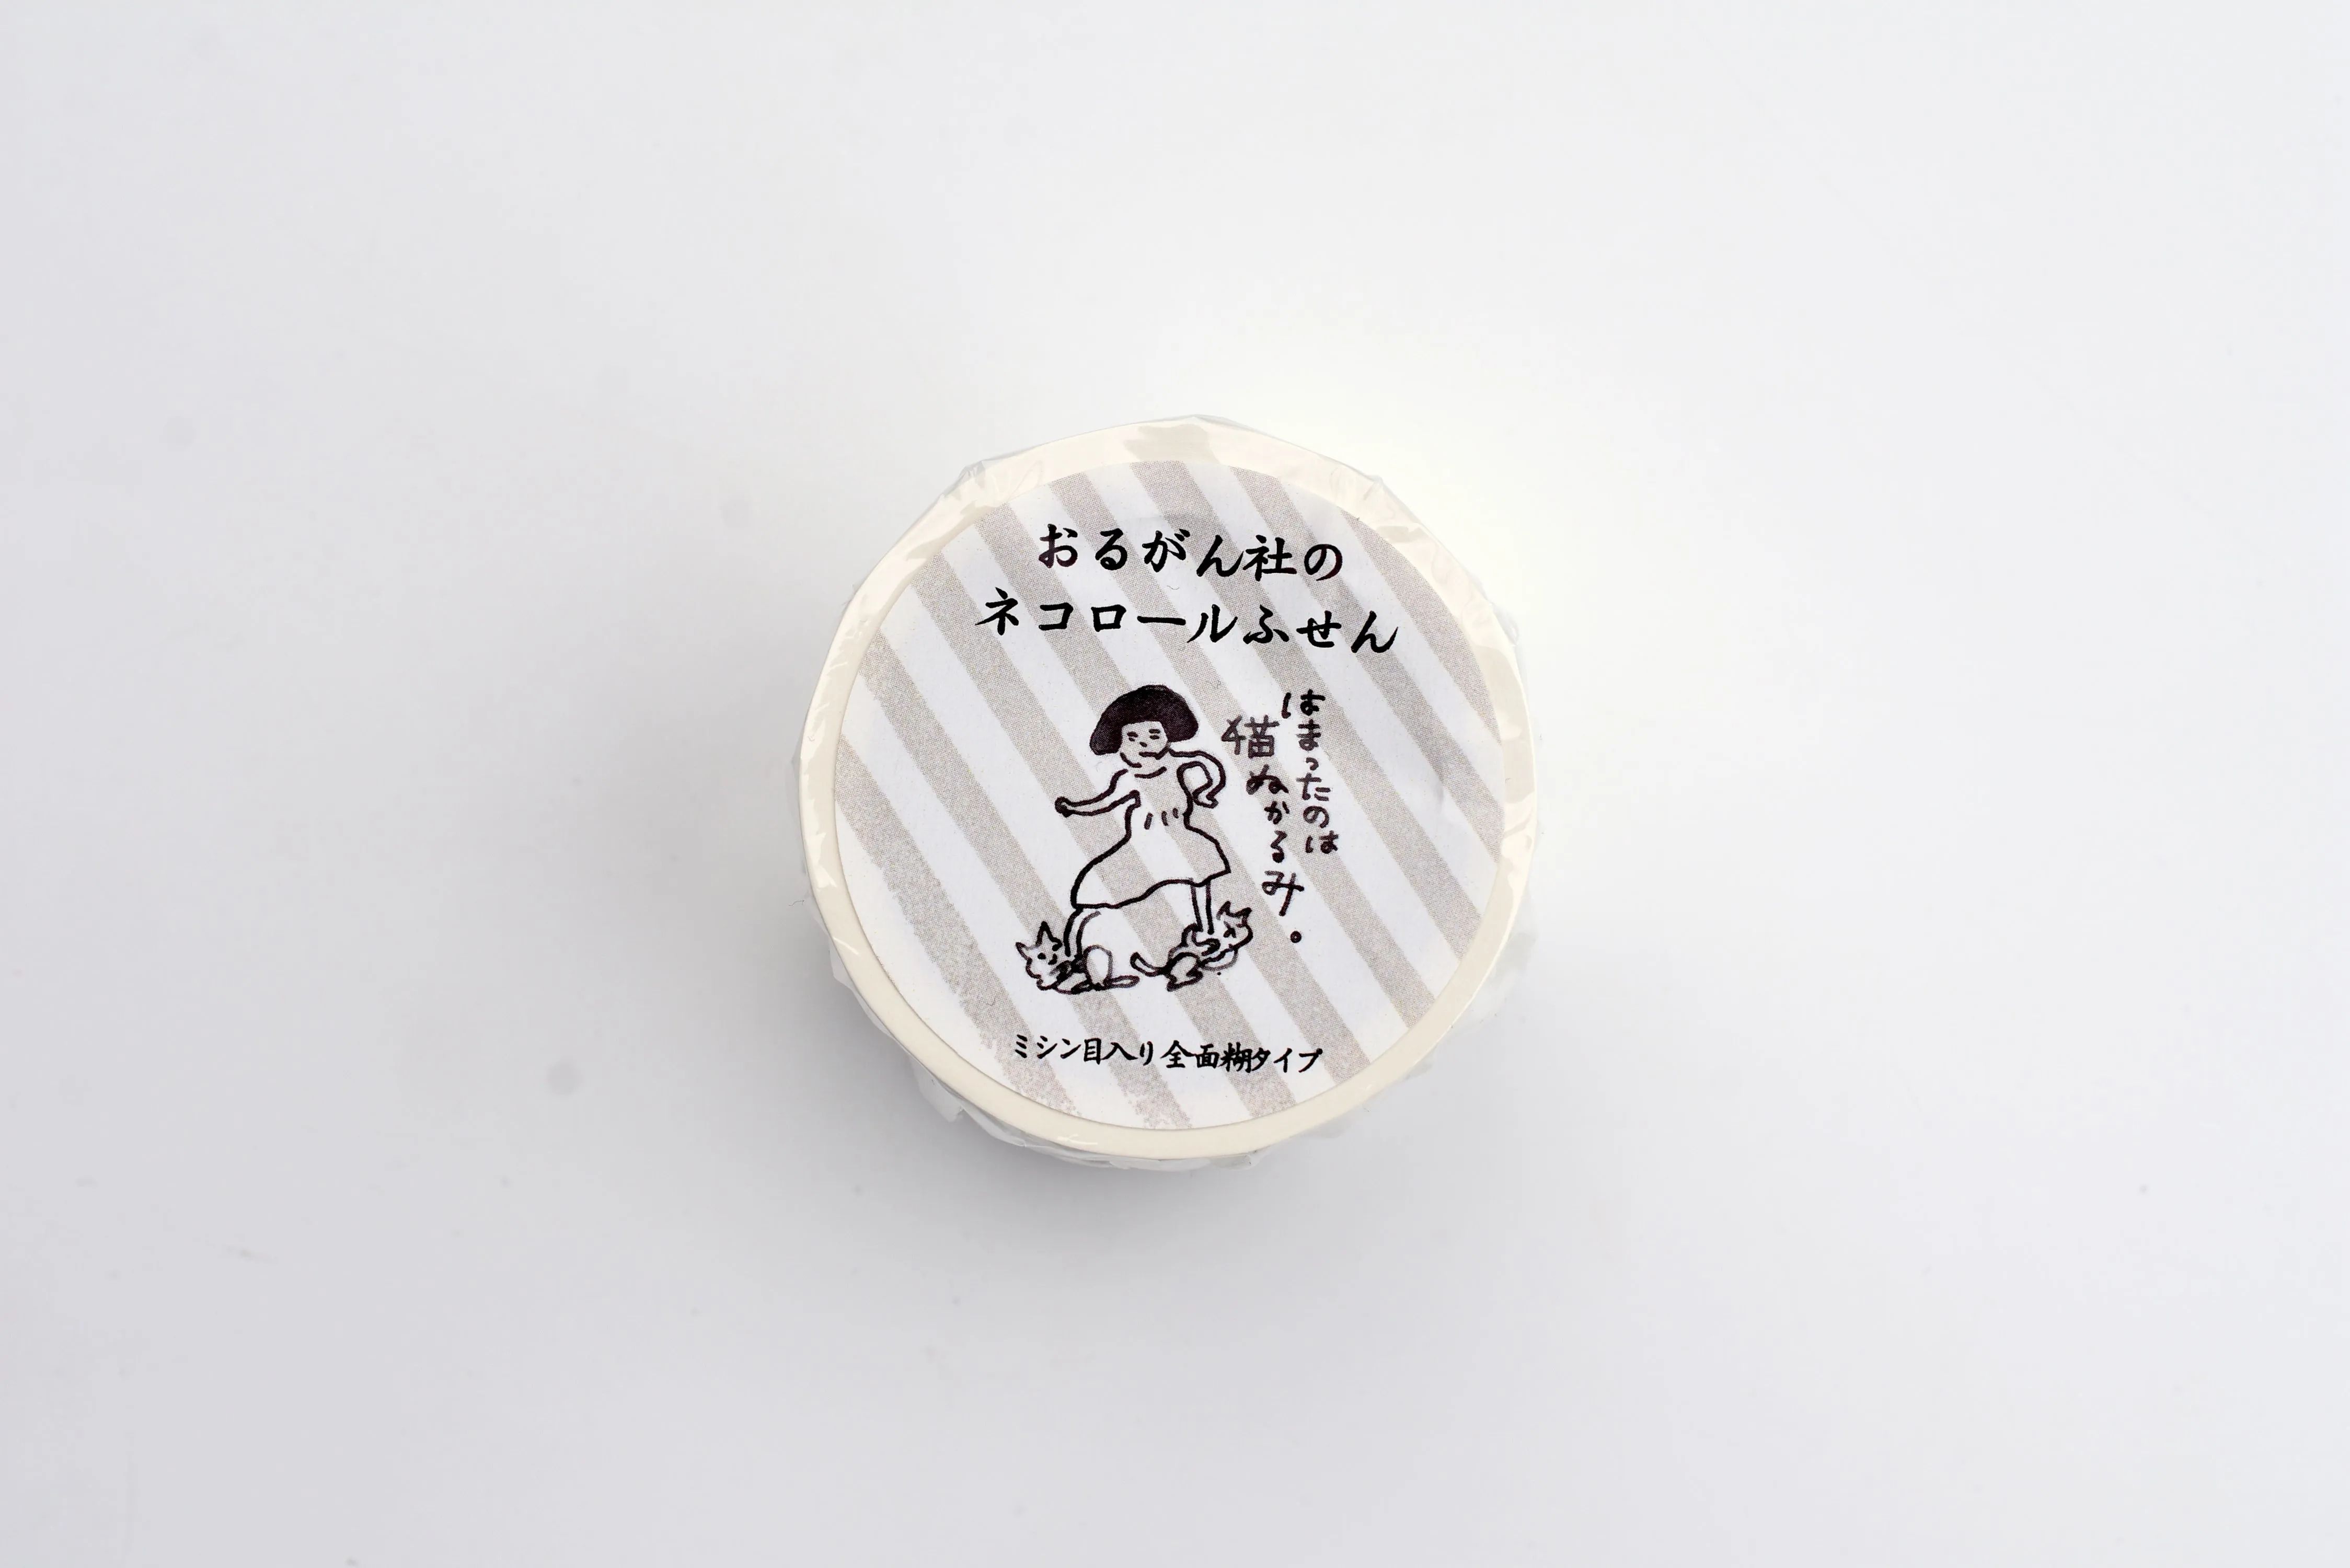 おるがん社の
ネコロールふせん
はまったのは
猫ぬかるみ.
ミシン目入り全面糊タイプ